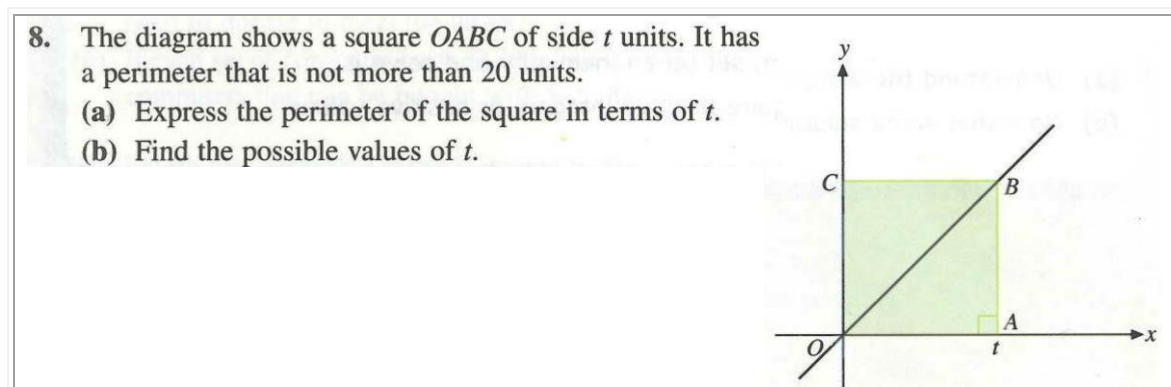 8. The diagram shows a square OABC of side t units. It has
a perimeter that is not more than 20 units.
(a) Express the perimeter of the square in terms of t.
(b) Find the possible values of t.
y
C
B
A
O
t
x